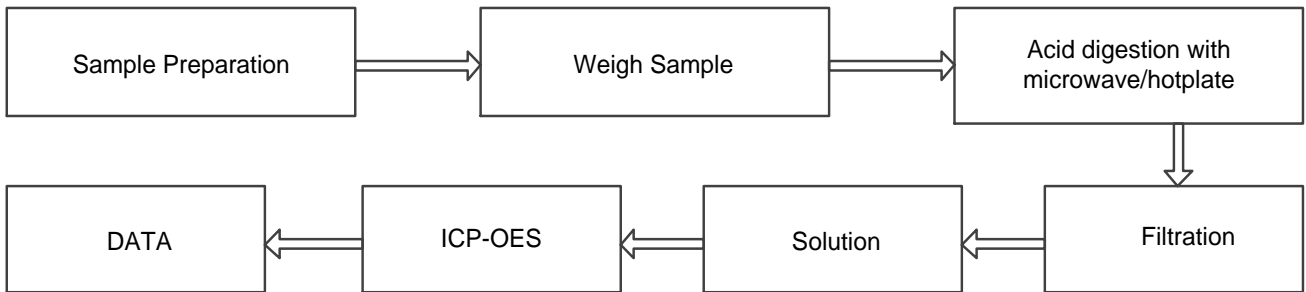 Sample Preparation
Weigh Sample
Acid digestion with
microwave/hotplate
Filtration
Solution
ICP-OES
DATA